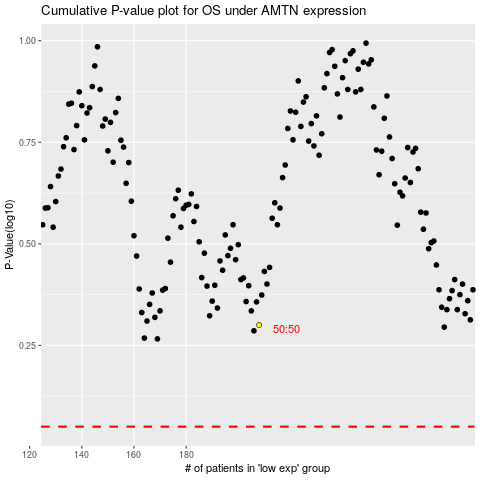 Cumulative P-value plot for OS under AMTN expression
P-Value(log10)
1.00
0.75
0.50
0.25
50:50
120 140 160 180
# of patients in 'low exp' group